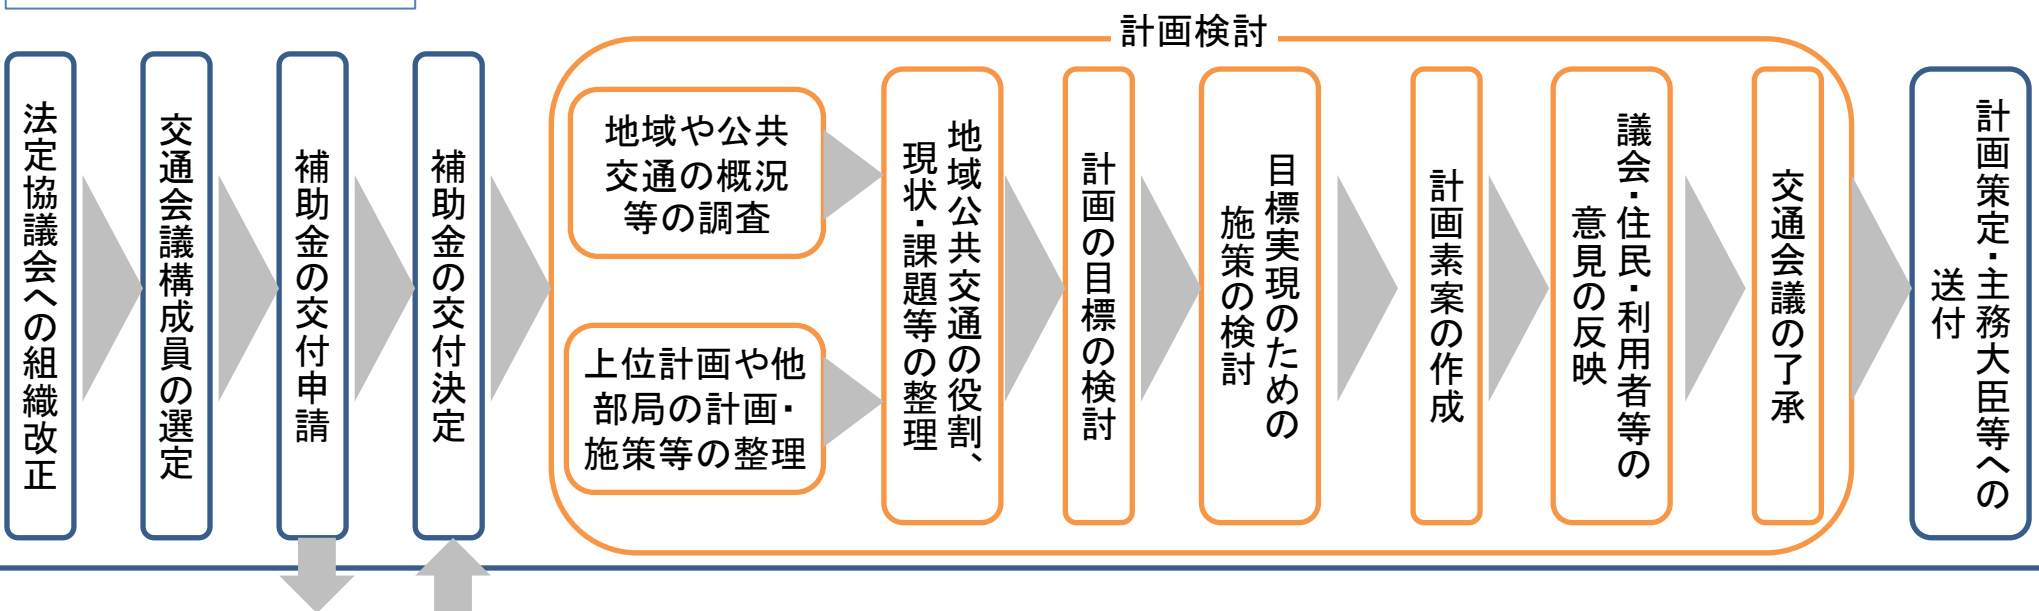 計画検討
法定協議会への組織改正
交通会議構成員の選定
補助金の交付申請
補助金の交付決定
地域や公共
交通の概況
等の調査
上位計画や他
部局の計画・
施策等の整理
地域公共交通の役割、
現状・課題等の整理
計画の目標の検討
目標実現のための
施策の検討
計画素案の作成
議会・住民・利用者等の
意見の反映
交通会議の了承
計画策定・主務大臣等への
送付